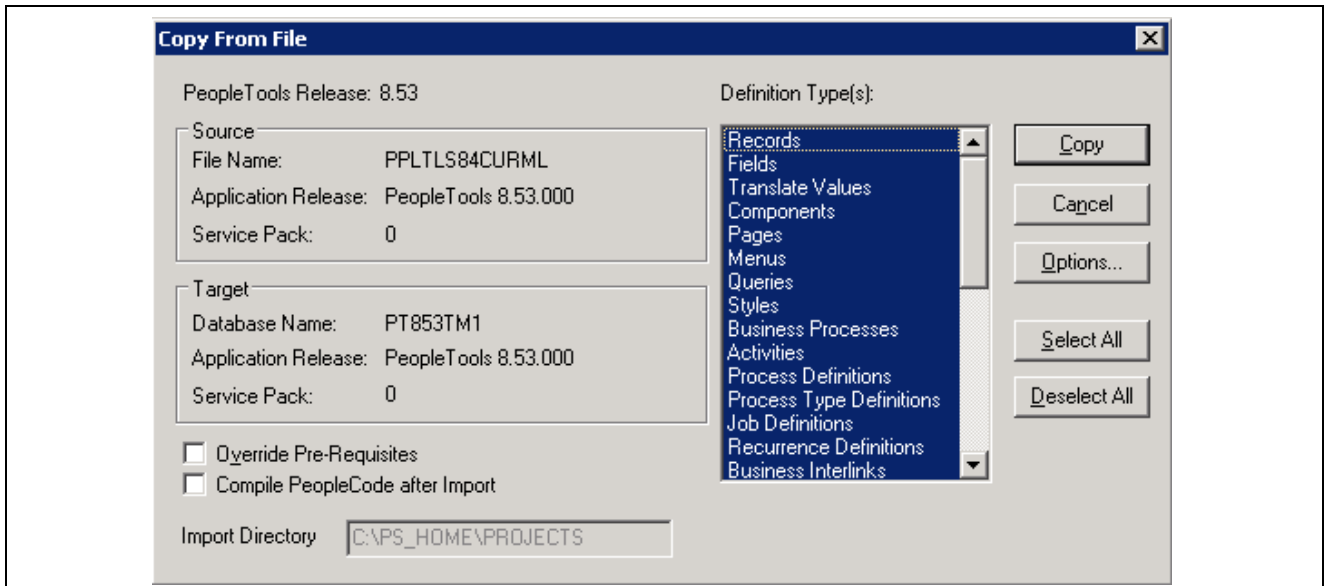 Copy From File
PeopleTools Release: 8.53
Source
File Name: PPLTLS84CURML
Application Release: PeopleTools 8.53.000
Service Pack: 0
Target
Database Name: PT853TM1
Application Release: PeopleTools 8.53.000
Service Pack: 0
Override Pre-Requisites
Compile PeopleCode after Import
Import Directory C:\PS_HOME\PROJECTS
Definition Type(s):
Records
Fields
Translate Values
Components
Pages
Menus
Queries
Styles
Business Processes
Activities
Process Definitions
Process Type Definitions
Job Definitions
Recurrence Definitions
Business Interlinks
Copy
Cancel
Options...
Select All
Deselect All